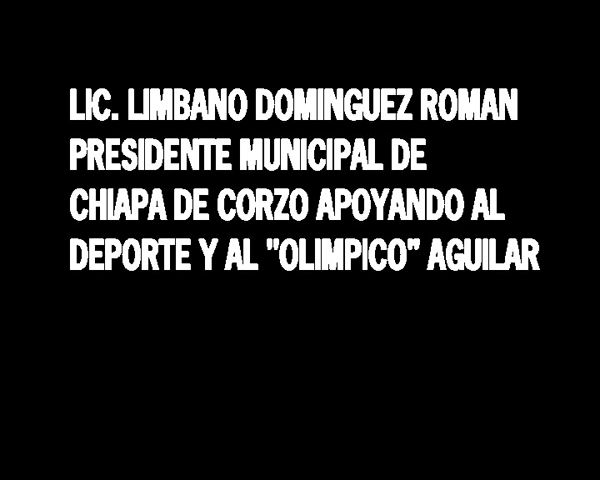 LIC. LIMBANO DOMINGUEZ ROMAN
PRESIDENTE MUNICIPAL DE
CHIAPA DE CORZO APOYANDO AL
DEPORTE Y AL "OLIMPICO" AGUILAR